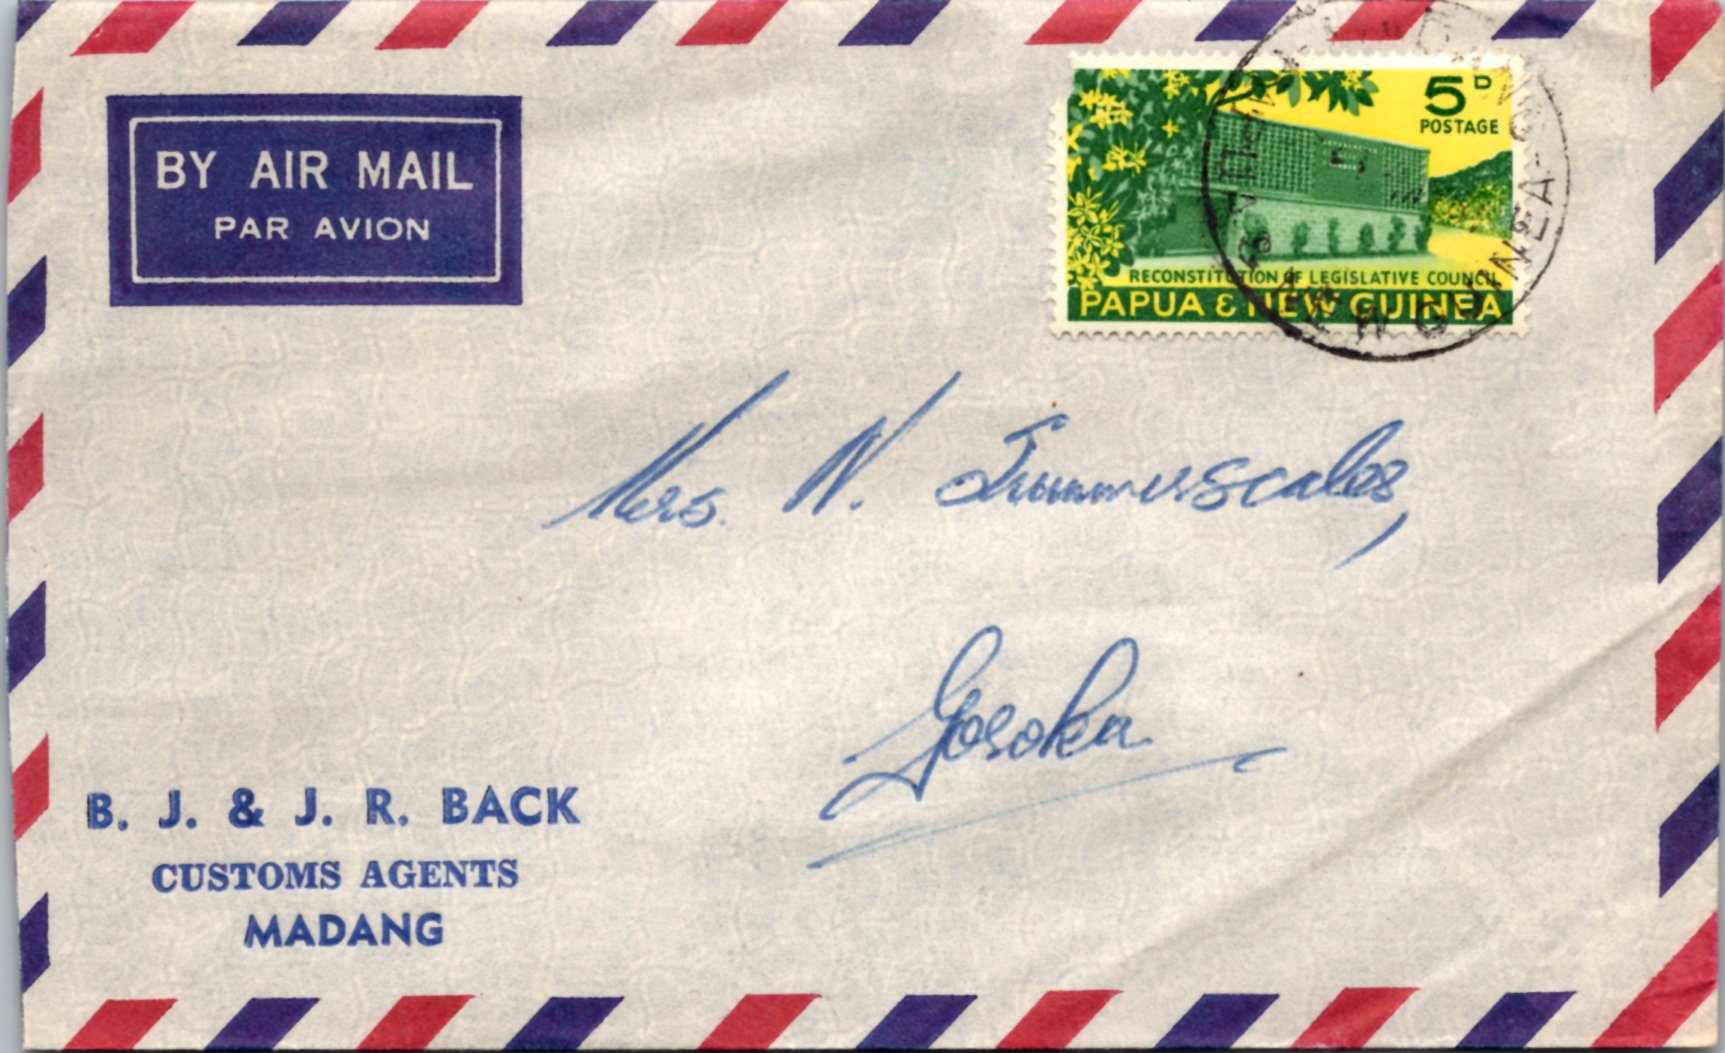 BY AIR MAIL
PAR AVION
5D
POSTAGE
RECONSTITUTION OF LEGISLATIVE COUNCIL
PAPUA & NEW GUINEA
Mrs. N. Summerscales,
Goroka
B. J. & J. R. BACK
CUSTOMS AGENTS
MADANG